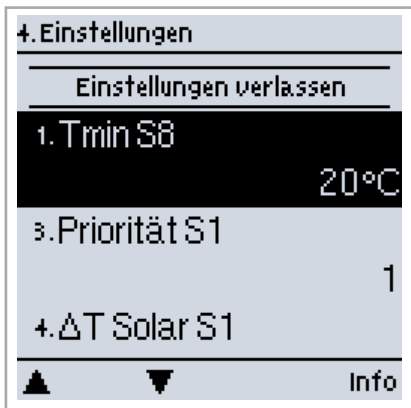 4.Einstellungen
Einstellungen verlassen
1.Tmin S8
20°C
3.Priorität S1
1
4.ΔT Solar S1
▲ ▼ Info